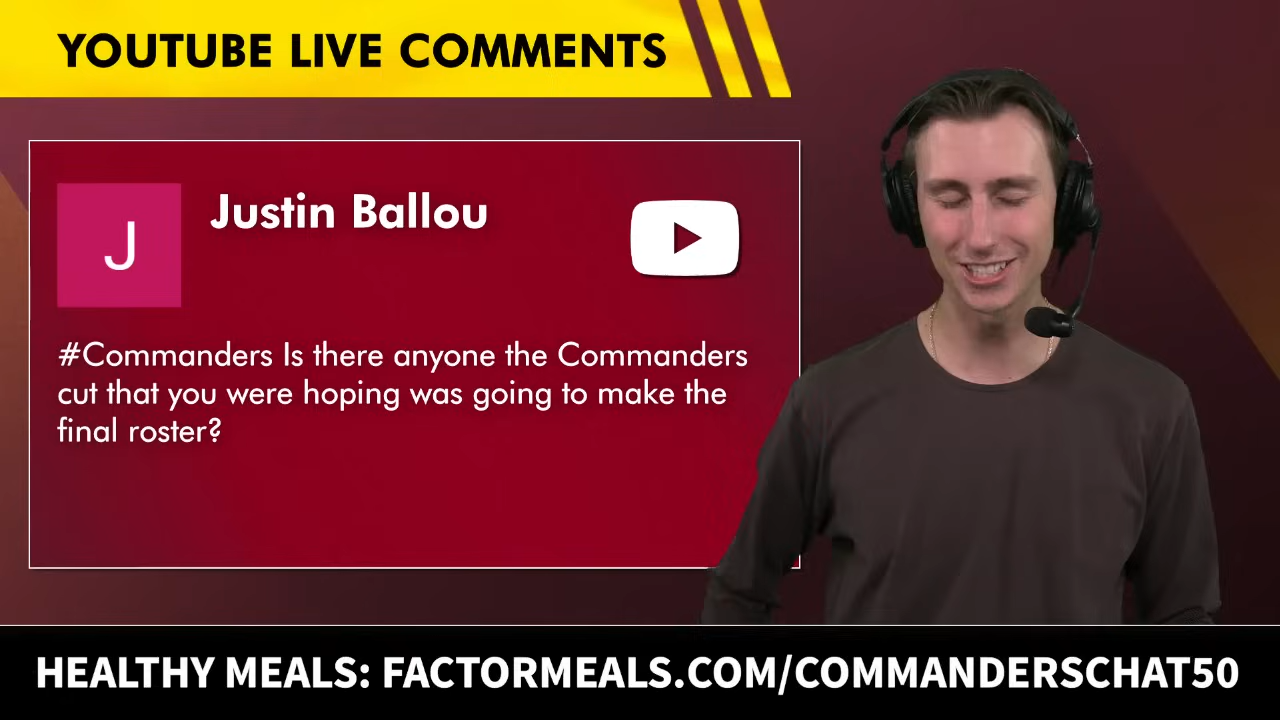 YOUTUBE LIVE COMMENTS
J
Justin Ballou
#Commanders Is there anyone the Commanders
cut that you were hoping was going to make the
final roster?
HEALTHY MEALS: FACTORMEALS.COM/COMMANDERSCHAT50